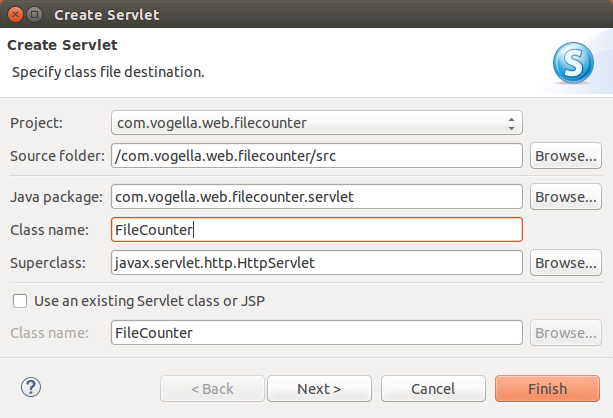 Create Servlet
Create Servlet
Specify class file destination.
Project: com.vogella.web.filecounter
Source folder: /com.vogella.web.filecounter/src Browse...
Java package: com.vogella.web.filecounter.servlet Browse...
Class name: FileCounter
Superclass: javax.servlet.http.HttpServlet Browse...
Use an existing Servlet class or JSP
Class name: FileCounter Browse...
? < Back Next > Cancel Finish